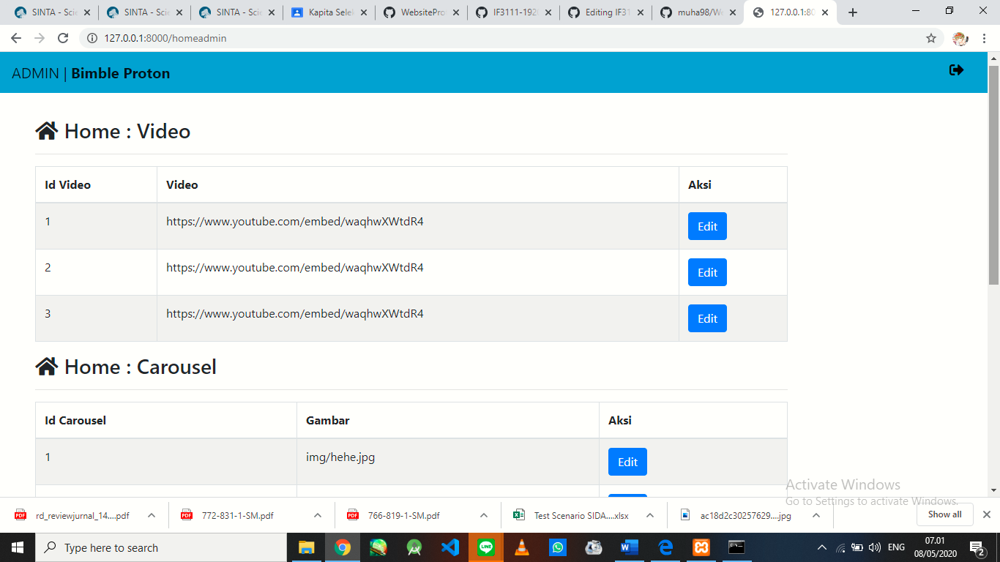 SINTA - Scie
SINTA - Scie
SINTA - Scie
Kapita Selek
WebsitePro
IF3111-192
Editing IF31
muha98/We
127.0.0.1:80
127.0.0.1:8000/homeadmin
ADMIN | Bimble Proton
Home : Video
Id Video Video Aksi
1 https://www.youtube.com/embed/waqhwXWtdR4 Edit
2 https://www.youtube.com/embed/waqhwXWtdR4 Edit
3 https://www.youtube.com/embed/waqhwXWtdR4 Edit
Home : Carousel
Id Carousel Gambar Aksi
1 img/hehe.jpg Edit
Activate Windows
Go to Settings to activate Windows.
rd_reviewjurnal_14....pdf
772-831-1-SM.pdf
766-819-1-SM.pdf
Test Scenario SIDA....xlsx
ac18d2c30257629....jpg
Show all
Type here to search
ENG
07.01
08/05/2020
2